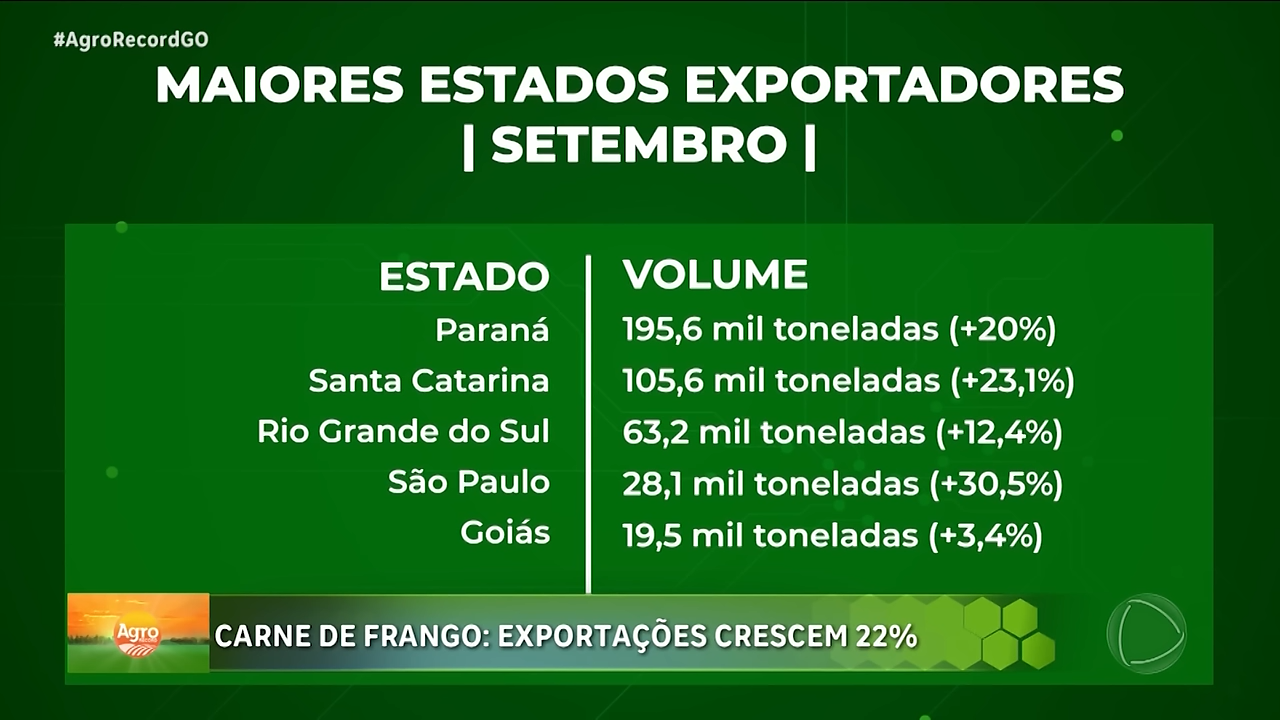 #AgroRecordGO
MAIORES ESTADOS EXPORTADORES
| SETEMBRO |
ESTADO VOLUME
Paraná 195,6 mil toneladas (+20%)
Santa Catarina 105,6 mil toneladas (+23,1%)
Rio Grande do Sul 63,2 mil toneladas (+12,4%)
São Paulo 28,1 mil toneladas (+30,5%)
Goiás 19,5 mil toneladas (+3,4%)
Agro
CARNE DE FRANGO: EXPORTAÇÕES CRESCEM 22%